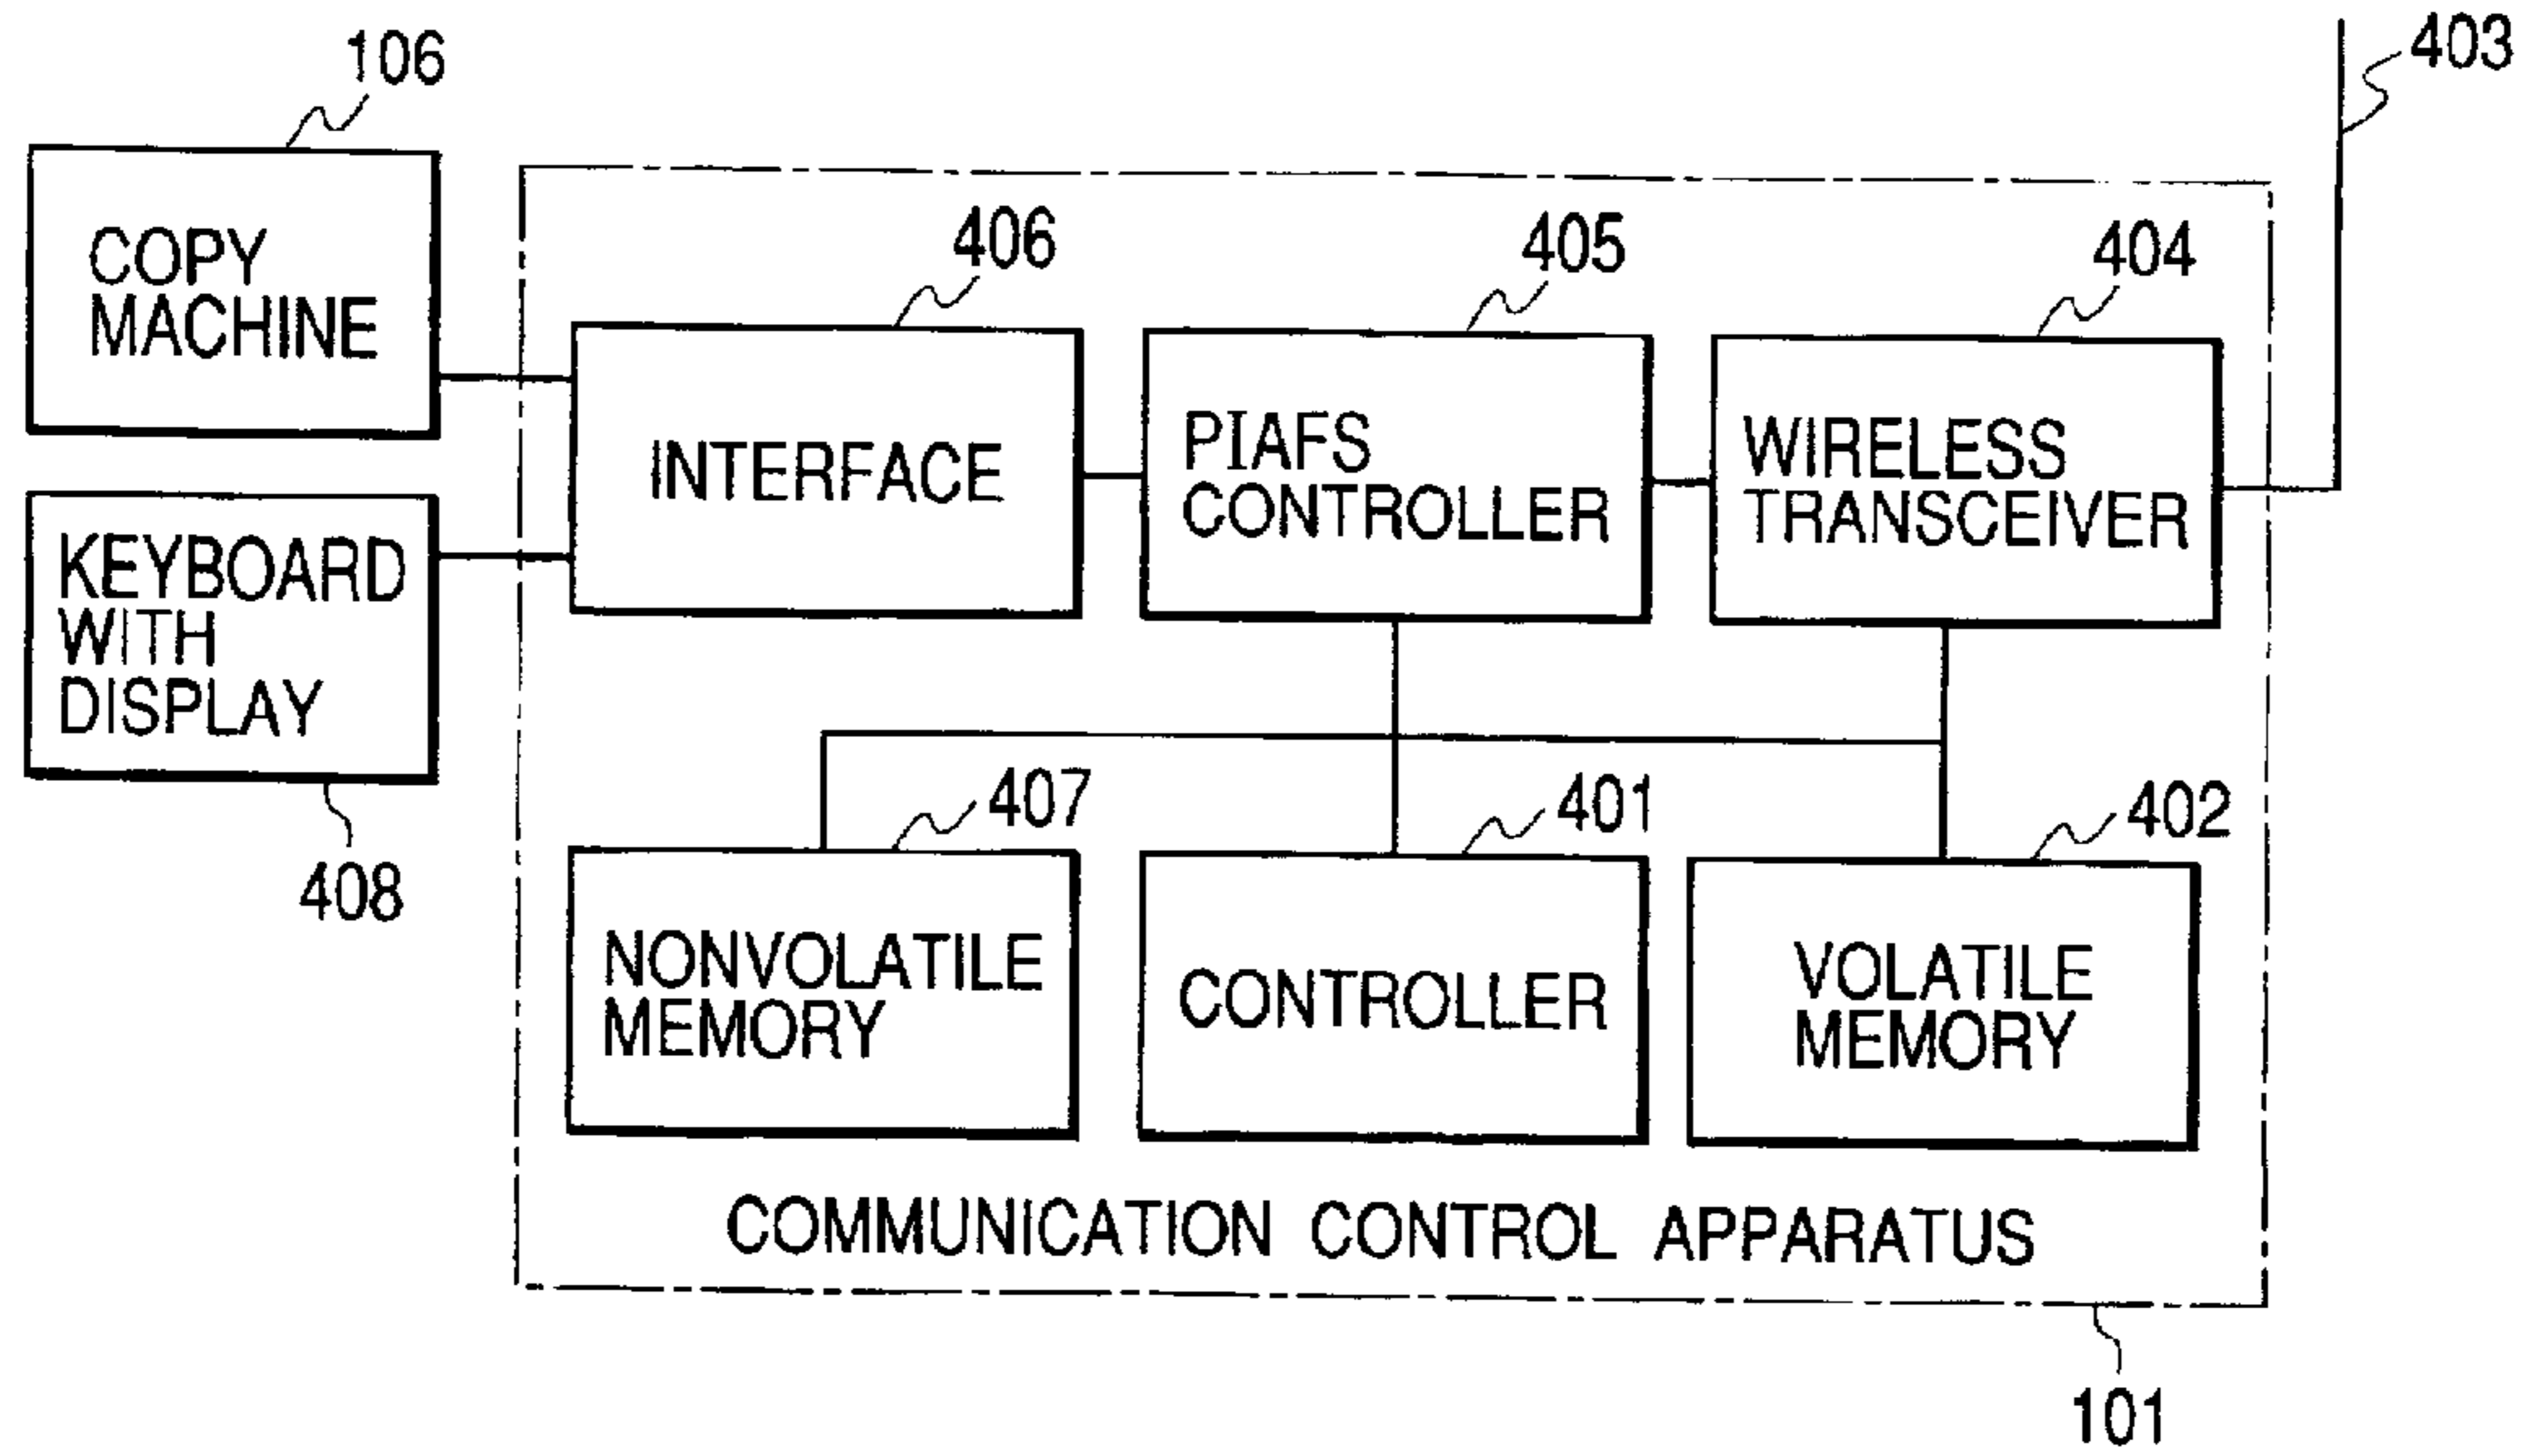 106
403
COPY
MACHINE
406
405
404
INTERFACE
PIAFS
CONTROLLER
WIRELESS
TRANSCEIVER
KEYBOARD
WITH
DISPLAY
408
407
401
402
NONVOLATILE
MEMORY
CONTROLLER
VOLATILE
MEMORY
COMMUNICATION CONTROL APPARATUS
101